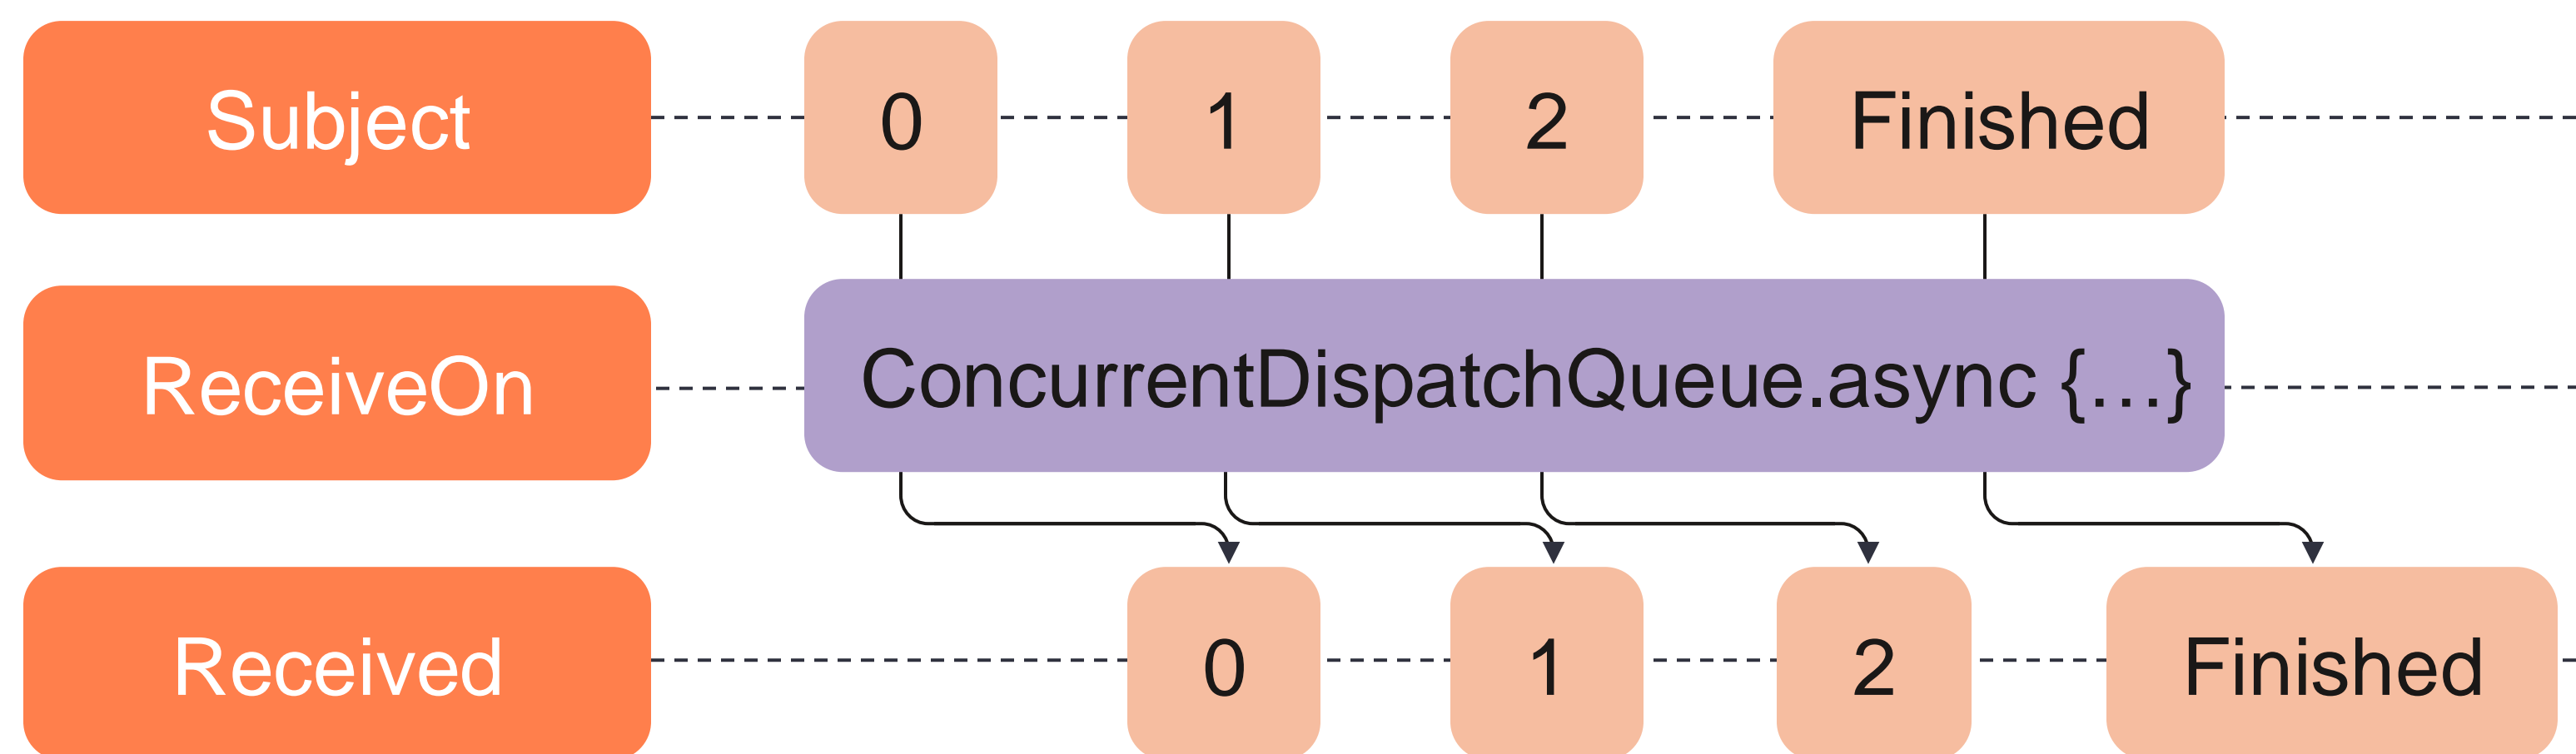 Subject 0 1 2 Finished
ReceiveOn ConcurrentDispatchQueue.async {...}
Received 0 1 2 Finished